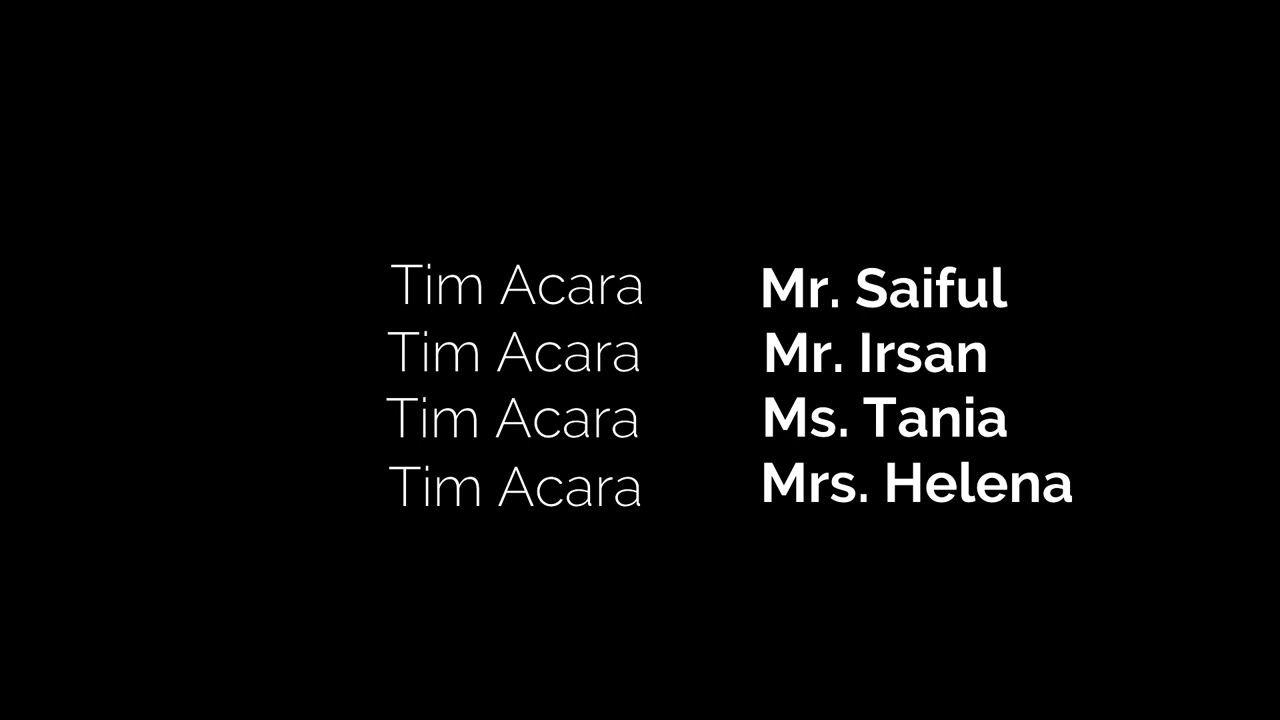 Tim Acara Mr. Saiful
Tim Acara Mr. Irsan
Tim Acara Ms. Tania
Tim Acara Mrs. Helena